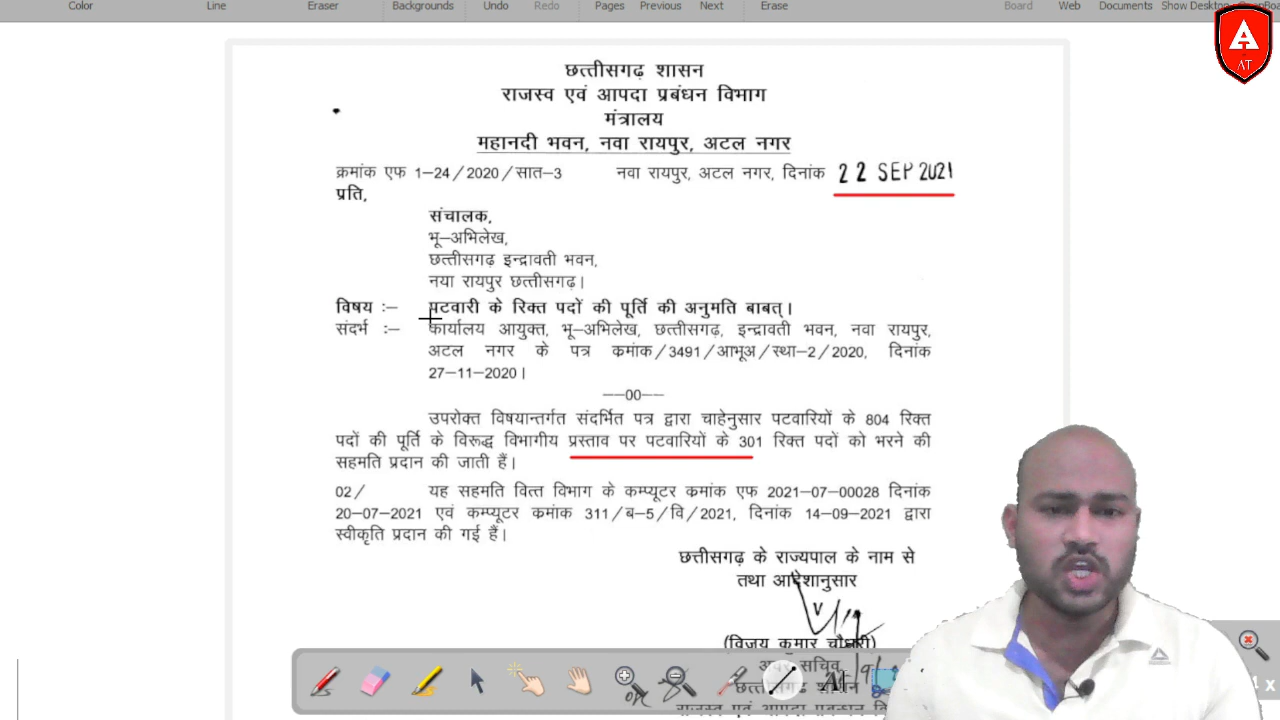 Color Line Eraser Backgrounds Undo Redo Pages Previous Next Erase Board Web Documents Show Desktop
A
AT
छत्तीसगढ़ शासन
राजस्व एवं आपदा प्रबंधन विभाग
मंत्रालय
महानदी भवन, नवा रायपुर, अटल नगर
क्रमांक एफ 1–24/2020/सात–3 नवा रायपुर, अटल नगर, दिनांक 22 SEP 2021
प्रति,
संचालक,
भू–अभिलेख,
छत्तीसगढ़ इन्द्रावती भवन,
नया रायपुर छत्तीसगढ़।
विषय :– पटवारी के रिक्त पदों की पूर्ति की अनुमति बाबत्।
संदर्भ :– कार्यालय आयुक्त, भू–अभिलेख, छत्तीसगढ़, इन्द्रावती भवन, नवा रायपुर,
अटल नगर के पत्र कमांक/3491/आभूअ/स्था–2/2020, दिनांक
27–11–2020।
––00––
उपरोक्त विषयान्तर्गत संदर्भित पत्र द्वारा चाहेनुसार पटवारियों के 804 रिक्त
पदों की पूर्ति के विरूद्ध विभागीय प्रस्ताव पर पटवारियों के 301 रिक्त पदों को भरने की
सहमति प्रदान की जाती हैं।
02/ यह सहमति वित्त विभाग के कम्प्यूटर कमांक एफ 2021–07–00028 दिनांक
20–07–2021 एवं कम्प्यूटर कमांक 311/ब–5/वि/2021, दिनांक 14–09–2021 द्वारा
स्वीकृति प्रदान की गई हैं।
छत्तीसगढ़ के राज्यपाल के नाम से
तथा आदेशानुसार
(विजय कुमार चौधरी)
सचिव,